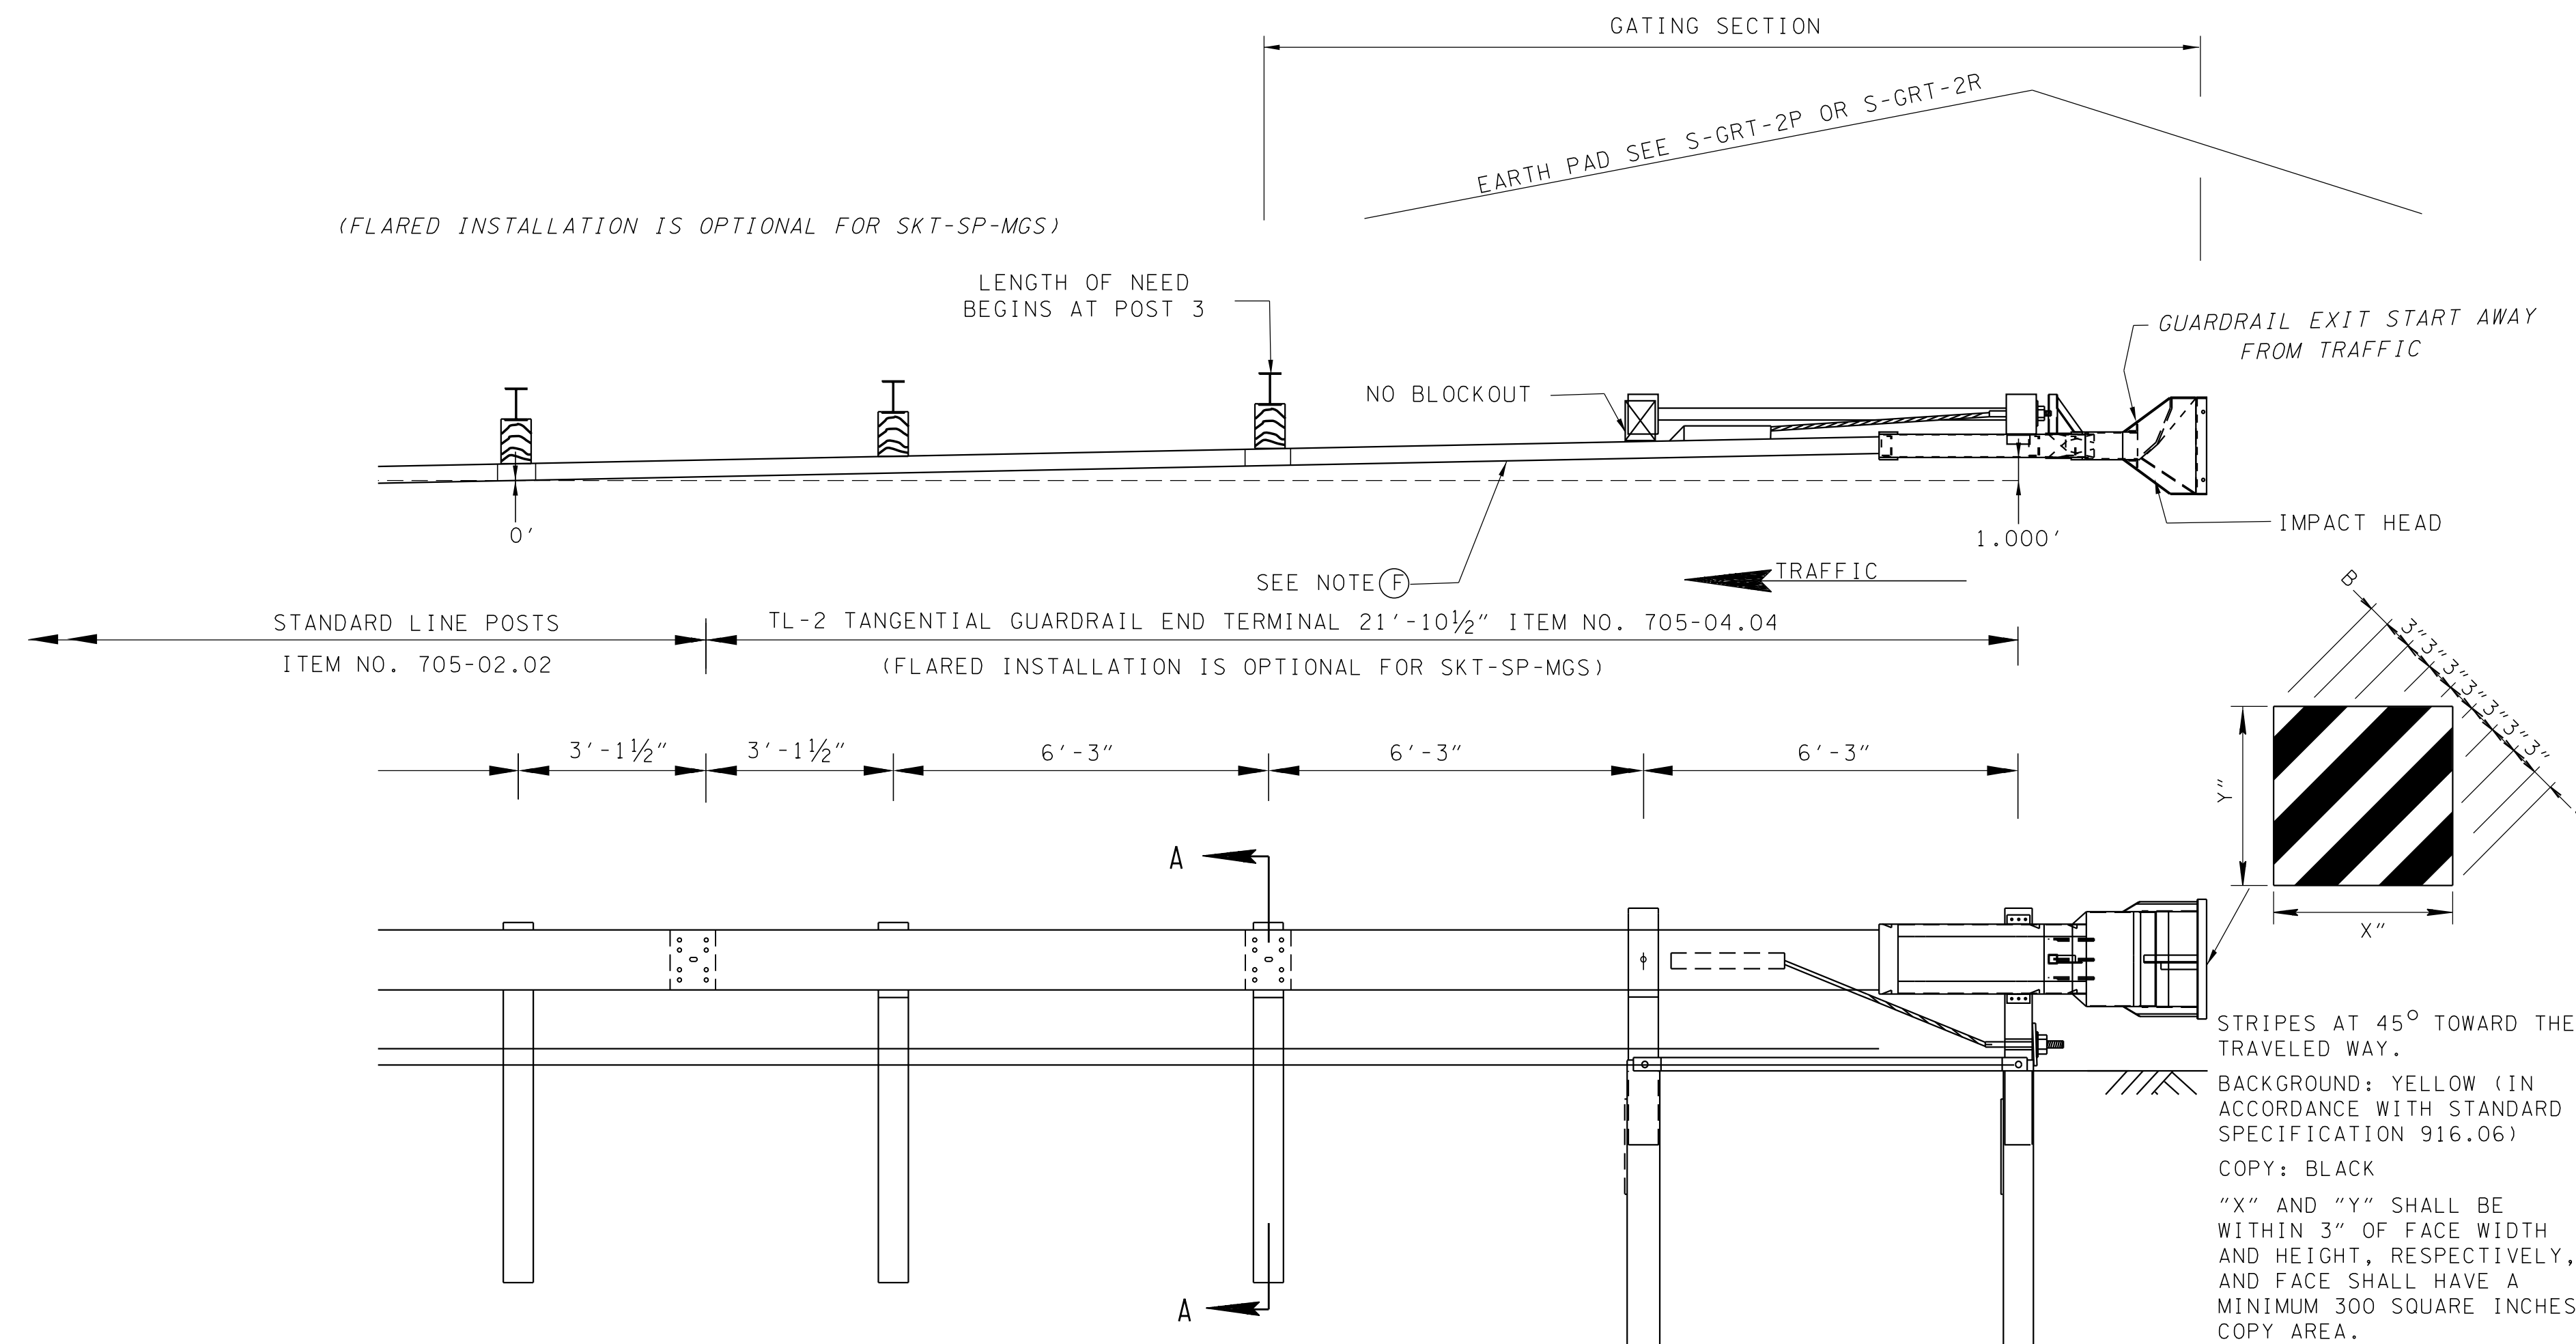 GATING SECTION
EARTH PAD SEE S-GRT-2P OR S-GRT-2R
(FLARED INSTALLATION IS OPTIONAL FOR SKT-SP-MGS)
LENGTH OF NEED
BEGINS AT POST 3
GUARDRAIL EXIT START AWAY
FROM TRAFFIC
NO BLOCKOUT
0'
1.000'
IMPACT HEAD
SEE NOTE F
TRAFFIC
STANDARD LINE POSTS
ITEM NO. 705-02.02
TL-2 TANGENTIAL GUARDRAIL END TERMINAL 21'-10½" ITEM NO. 705-04.04
(FLARED INSTALLATION IS OPTIONAL FOR SKT-SP-MGS)
B
3"3"3"3"3"3"3"
3'-1½"
3'-1½"
6'-3"
6'-3"
6'-3"
Y"
X"
A
A
STRIPES AT 45° TOWARD THE
TRAVELED WAY.
BACKGROUND: YELLOW (IN
ACCORDANCE WITH STANDARD
SPECIFICATION 916.06)
COPY: BLACK
"X" AND "Y" SHALL BE
WITHIN 3" OF FACE WIDTH
AND HEIGHT, RESPECTIVELY,
AND FACE SHALL HAVE A
MINIMUM 300 SQUARE INCHES
COPY AREA.